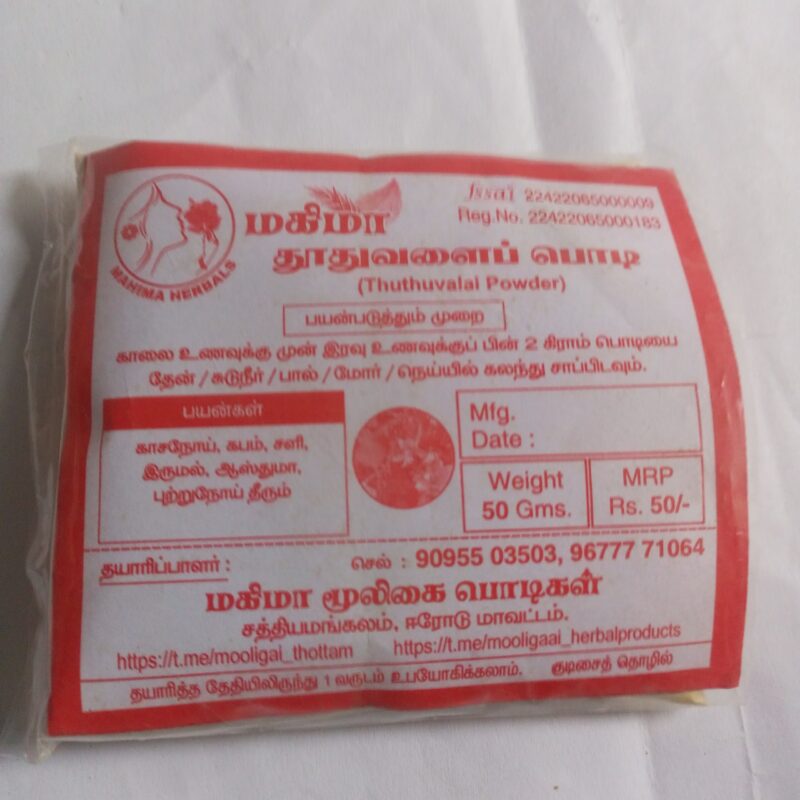 MAHIMA HERBALS
மகிமா
fssai 22422065000009
Reg.No. 22422065000183
தூதுவளைப் பொடி
(Thuthuvalai Powder)
பயன்படுத்தும் முறை
காலை உணவுக்கு முன் இரவு உணவுக்குப் பின் 2 கிராம் பொடியை
தேன் / சுடுநீர் / பால் / மோர் / நெய்யில் கலந்து சாப்பிடவும்.
பயன்கள்
காசநோய், கபம், சளி,
இருமல், ஆஸ்துமா,
புற்றுநோய் தீரும்
Mfg.
Date :
Weight
50 Gms.
MRP
Rs. 50/-
தயாரிப்பாளர் :
செல் : 90955 03503, 96777 71064
மகிமா மூலிகை பொடிகள்
சத்தியமங்கலம், ஈரோடு மாவட்டம்.
https://t.me/mooligai_thottam https://t.me/mooligaai_herbalproducts
தயாரித்த தேதியிலிருந்து 1 வருடம் உபயோகிக்கலாம். குடிசைத் தொழில்